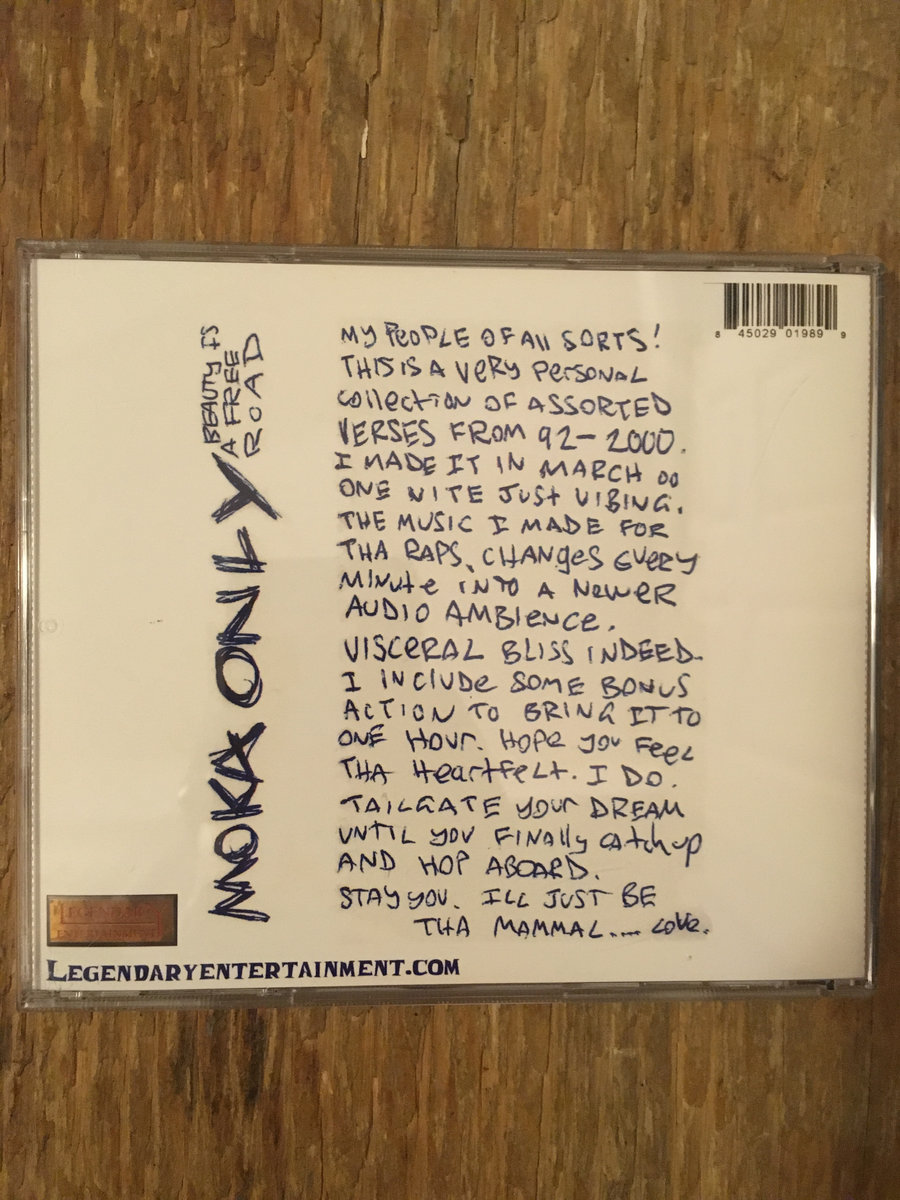 8 45029 01989 9
BEAUTY IS
A FREE
ROAD
MOKA ONLY
MY PEOPLE OF All SORTS!
THIS IS A VERY PERSONAL
COllECTION OF ASSORTED
VERSES FROM 92-2000.
I MADE IT IN MARCH 00
ONE NITE JUST VIBING.
THE MUSIC I MADE FOR
THA RAPS, CHANGES EVERY
MINUTE INTO A NEWER
AUDIO AMBIENCE.
VISCERAL BLISS INDEED-
I INCLUDE SOME BONUS
ACTION TO BRING IT TO
ONE HOUR. HOPE YOU FEEL
THA HEARTFELT. I DO.
TAILGATE YOUR DREAM
UNTIL YOU FINALLY CATCH UP
AND HOP ABOARD.
STAY YOU. ILL JUST BE
THA MAMMAL.... LOVE.
LEGENDARY
ENTERTAINMENT
LEGENDARYENTERTAINMENT.COM